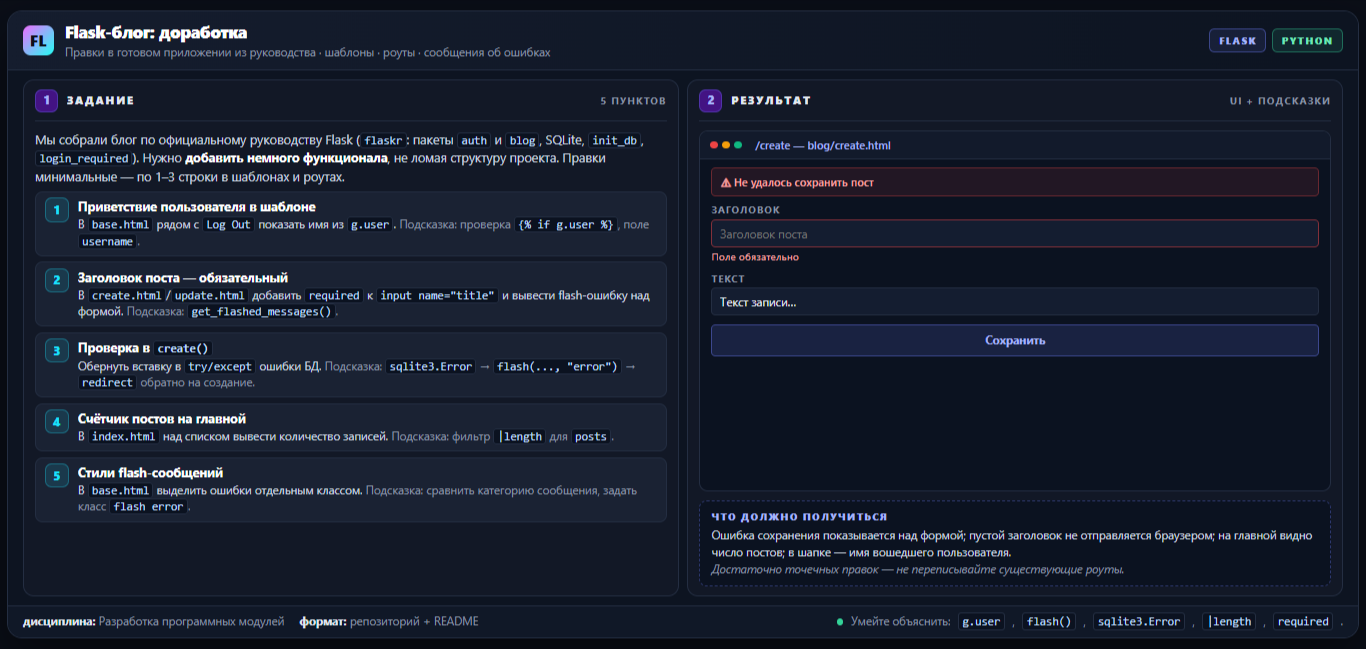 FL
Flask-блог: доработка
Правки в готовом приложении из руководства · шаблоны · роуты · сообщения об ошибках
FLASK
PYTHON
1 ЗАДАНИЕ
5 ПУНКТОВ
Мы собрали блог по официальному руководству Flask ( flaskr : пакеты auth и blog , SQLite, init_db ,
login_required ). Нужно добавить немного функционала, не ломая структуру проекта. Правки
минимальные — по 1–3 строки в шаблонах и роутах.
1 Приветствие пользователя в шаблоне
В base.html рядом с Log Out показать имя из g.user . Подсказка: проверка {% if g.user %} , поле
username .
2 Заголовок поста — обязательный
В create.html / update.html добавить required к input name="title" и вывести flash-ошибку над
формой. Подсказка: get_flashed_messages() .
3 Проверка в create()
Обернуть вставку в try/except ошибки БД. Подсказка: sqlite3.Error → flash(..., "error") →
redirect обратно на создание.
4 Счётчик постов на главной
В index.html над списком вывести количество записей. Подсказка: фильтр |length для posts .
5 Стили flash-сообщений
В base.html выделить ошибки отдельным классом. Подсказка: сравнить категорию сообщения, задать
класс flash error .
2 РЕЗУЛЬТАТ
UI + ПОДСКАЗКИ
/create — blog/create.html
⚠ Не удалось сохранить пост
ЗАГОЛОВОК
Заголовок поста
Поле обязательно
ТЕКСТ
Текст записи...
Сохранить
ЧТО ДОЛЖНО ПОЛУЧИТЬСЯ
Ошибка сохранения показывается над формой; пустой заголовок не отправляется браузером; на главной видно
число постов; в шапке — имя вошедшего пользователя.
Достаточно точечных правок — не переписывайте существующие роуты.
дисциплина: Разработка программных модулей формат: репозиторий + README
Умейте объяснить: g.user , flash() , sqlite3.Error , |length , required .